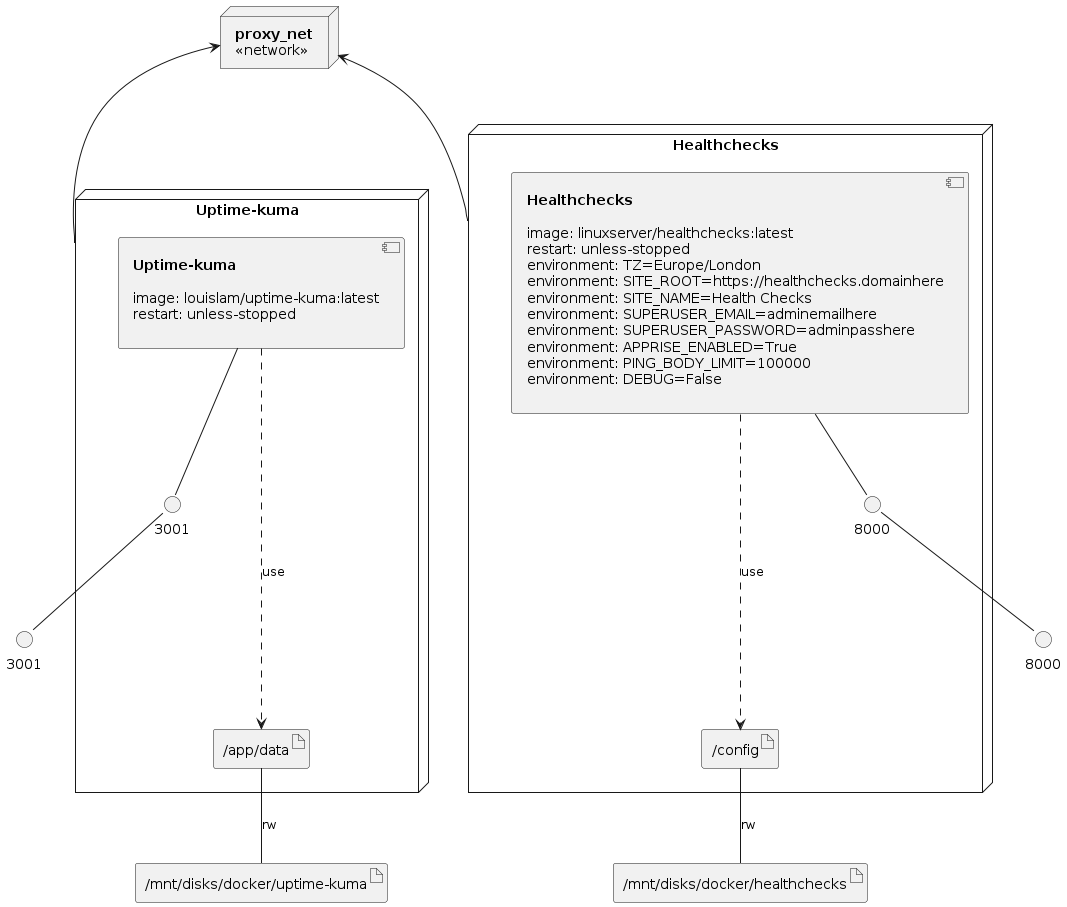 proxy_net
«network»
Healthchecks
Healthchecks
image: linuxserver/healthchecks:latest
restart: unless-stopped
environment: TZ=Europe/London
environment: SITE_ROOT=https://healthchecks.domainhere
environment: SITE_NAME=Health Checks
environment: SUPERUSER_EMAIL=adminemailhere
environment: SUPERUSER_PASSWORD=adminpasshere
environment: APPRISE_ENABLED=True
environment: PING_BODY_LIMIT=100000
environment: DEBUG=False
Uptime-kuma
Uptime-kuma
image: louislam/uptime-kuma:latest
restart: unless-stopped
3001
8000
use
use
3001
8000
/app/data
/config
rw
rw
/mnt/disks/docker/uptime-kuma
/mnt/disks/docker/healthchecks